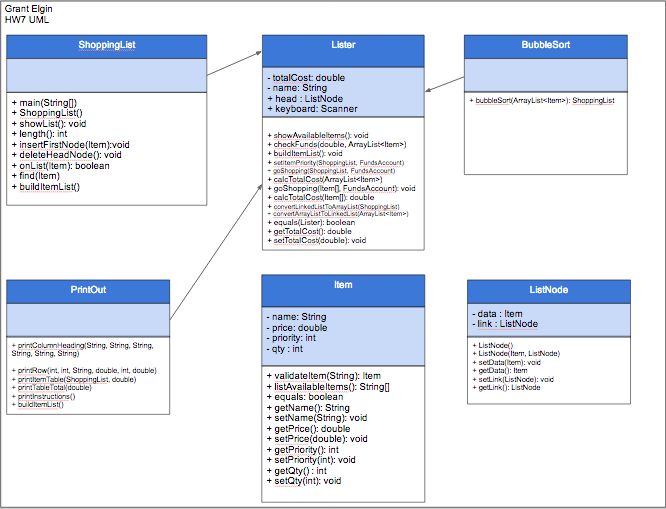 Grant Elgin
HW7 UML
ShoppingList
+ main(String[])
+ ShoppingList()
+ showList(): void
+ length(): int
+ insertFirstNode(Item):void
+ deleteHeadNode(): void
+ onList(Item): boolean
+ find(Item)
+ buildItemList()
Lister
- totalCost: double
- name: String
+ head : ListNode
+ keyboard: Scanner
+ showAvailableItems(): void
+ checkFunds(double, ArrayList<Item>)
+ buildItemList(): void
+ setItemPriority(ShoppingList, FundsAccount)
+ goShopping(ShoppingList, FundsAccount)
+ calcTotalCost(ArrayList<Item>)
+ goShopping(Item[], FundsAccount): void
+ calcTotalCost(Item[]): double
+ convertLinkedListToArrayList(ShoppingList)
+ convertArrayListToLinkedList(ArrayList<Item>)
+ equals(Lister): boolean
+ getTotalCost(): double
+ setTotalCost(double): void
BubbleSort
+ bubbleSort(ArrayList<Item>): ShoppingList
PrintOut
+ printColumnHeading(String, String, String,
String, String, String)
+ printRow(int, int, String, double, int, double)
+ printItemTable(ShoppingList, double)
+ printTableTotal(double)
+ printInstructions()
+ buildItemList()
Item
- name: String
- price: double
- priority: int
- qty : int
+ validateItem(String): Item
+ listAvailableItems(): String[]
+ equals: boolean
+ getName(): String
+ setName(String): void
+ getPrice(): double
+ setPrice(double): void
+ getPriority(): int
+ setPriority(int): void
+ getQty() : int
+ setQty(int): void
ListNode
- data : Item
- link : ListNode
+ ListNode()
+ ListNode(Item, ListNode)
+ setData(Item): void
+ getData(): Item
+ setLink(ListNode): void
+ getLink(): ListNode